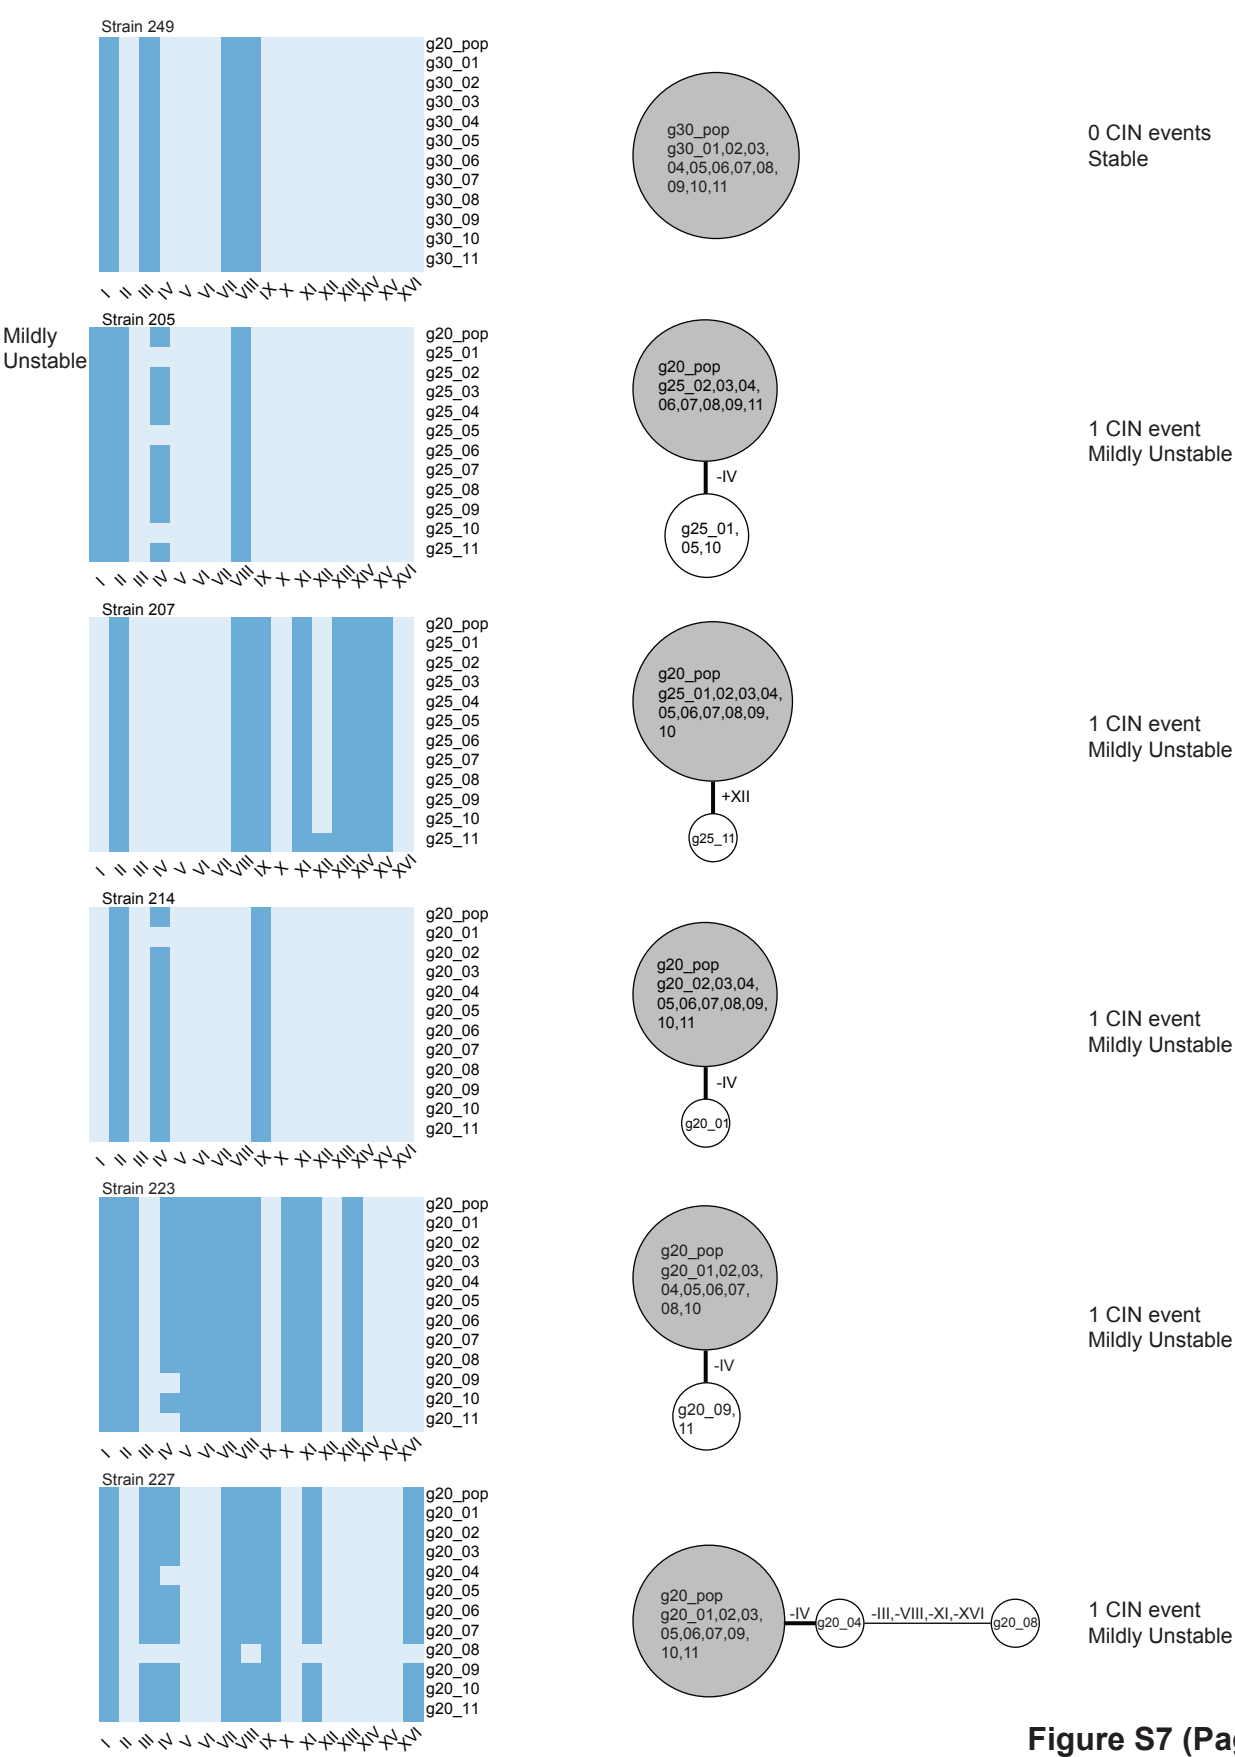 Strain 249
g20_pop
g30_01
g30_02
g30_03
g30_04
g30_05
g30_06
g30_07
g30_08
g30_09
g30_10
g30_11
I II III IV V VI VII VIII IX X XI XII XIII XIV XV XVI
g30_pop
g30_01,02,03,
04,05,06,07,08,
09,10,11
0 CIN events
Stable
Mildly
Unstable
Strain 205
g20_pop
g25_01
g25_02
g25_03
g25_04
g25_05
g25_06
g25_07
g25_08
g25_09
g25_10
g25_11
I II III IV V VI VII VIII IX X XI XII XIII XIV XV XVI
g20_pop
g25_02,03,04,
06,07,08,09,11
-IV
g25_01,
05,10
1 CIN event
Mildly Unstable
Strain 207
g20_pop
g25_01
g25_02
g25_03
g25_04
g25_05
g25_06
g25_07
g25_08
g25_09
g25_10
g25_11
I II III IV V VI VII VIII IX X XI XII XIII XIV XV XVI
g20_pop
g25_01,02,03,04,
05,06,07,08,09,
10
+XII
g25_11
1 CIN event
Mildly Unstable
Strain 214
g20_pop
g20_01
g20_02
g20_03
g20_04
g20_05
g20_06
g20_07
g20_08
g20_09
g20_10
g20_11
I II III IV V VI VII VIII IX X XI XII XIII XIV XV XVI
g20_pop
g20_02,03,04,
05,06,07,08,09,
10,11
-IV
g20_01
1 CIN event
Mildly Unstable
Strain 223
g20_pop
g20_01
g20_02
g20_03
g20_04
g20_05
g20_06
g20_07
g20_08
g20_09
g20_10
g20_11
I II III IV V VI VII VIII IX X XI XII XIII XIV XV XVI
g20_pop
g20_01,02,03,
04,05,06,07,
08,10
-IV
g20_09,
11
1 CIN event
Mildly Unstable
Strain 227
g20_pop
g20_01
g20_02
g20_03
g20_04
g20_05
g20_06
g20_07
g20_08
g20_09
g20_10
g20_11
I II III IV V VI VII VIII IX X XI XII XIII XIV XV XVI
g20_pop
g20_01,02,03,
05,06,07,09,
10,11
-IV
g20_04
-III,-VIII,-XI,-XVI
g20_08
1 CIN event
Mildly Unstable
Figure S7 (Pa